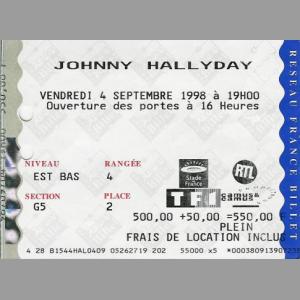 JOHNNY HALLYDAY
VENDREDI 4 SEPTEMBRE 1998 à 19H00
Ouverture des portes à 16 Heures
NIVEAU
RANGÉE
EST BAS
4
SECTION
PLACE
G5
2
Stade
France
RTL
TF1
500,00 +50,00 =550,00
PLEIN
FRAIS DE LOCATION INCLUS
4 28 B1544HAL0409 05262719 202 55000 x5
RESEAU FRANCE BILLET